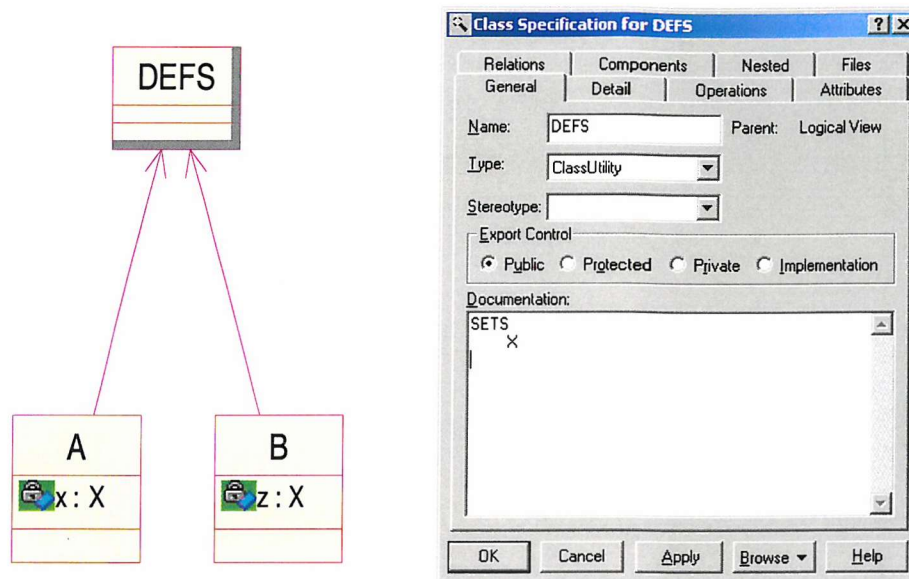 DEFS
A
x : X
B
z : X
Class Specification for DEFS
Relations
Components
Nested
Files
General
Detail
Operations
Attributes
Name:
DEFS
Parent:
Logical View
Type:
ClassUtility
Stereotype:
Export Control
Public
Protected
Private
Implementation
Documentation:
SETS
X
OK
Cancel
Apply
Browse
Help